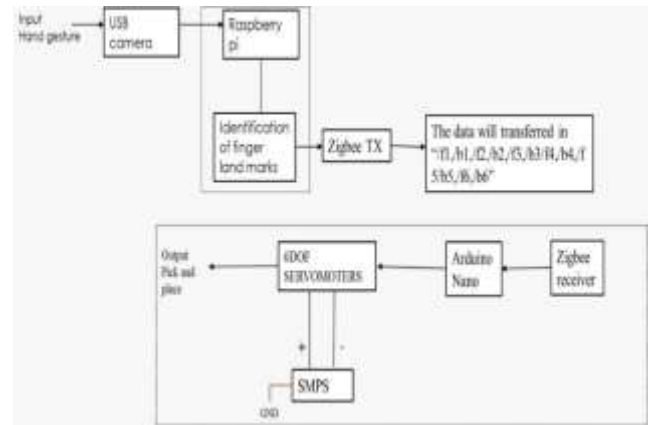 Input
Hand gesture
USB
camera
Raspberry
pi
Identification
of finger
land marks
Zigbee TX
The data will transferred in
"/f1,/b1,/f2,/b2,/f3,/b3/f4,/b4,/f
5/b5,/f6,/b6"
Output
Pick and
place
6DOF
SERVOMOTERS
Arduino
Nano
Zigbee
receiver
+
-
SMPS
GND